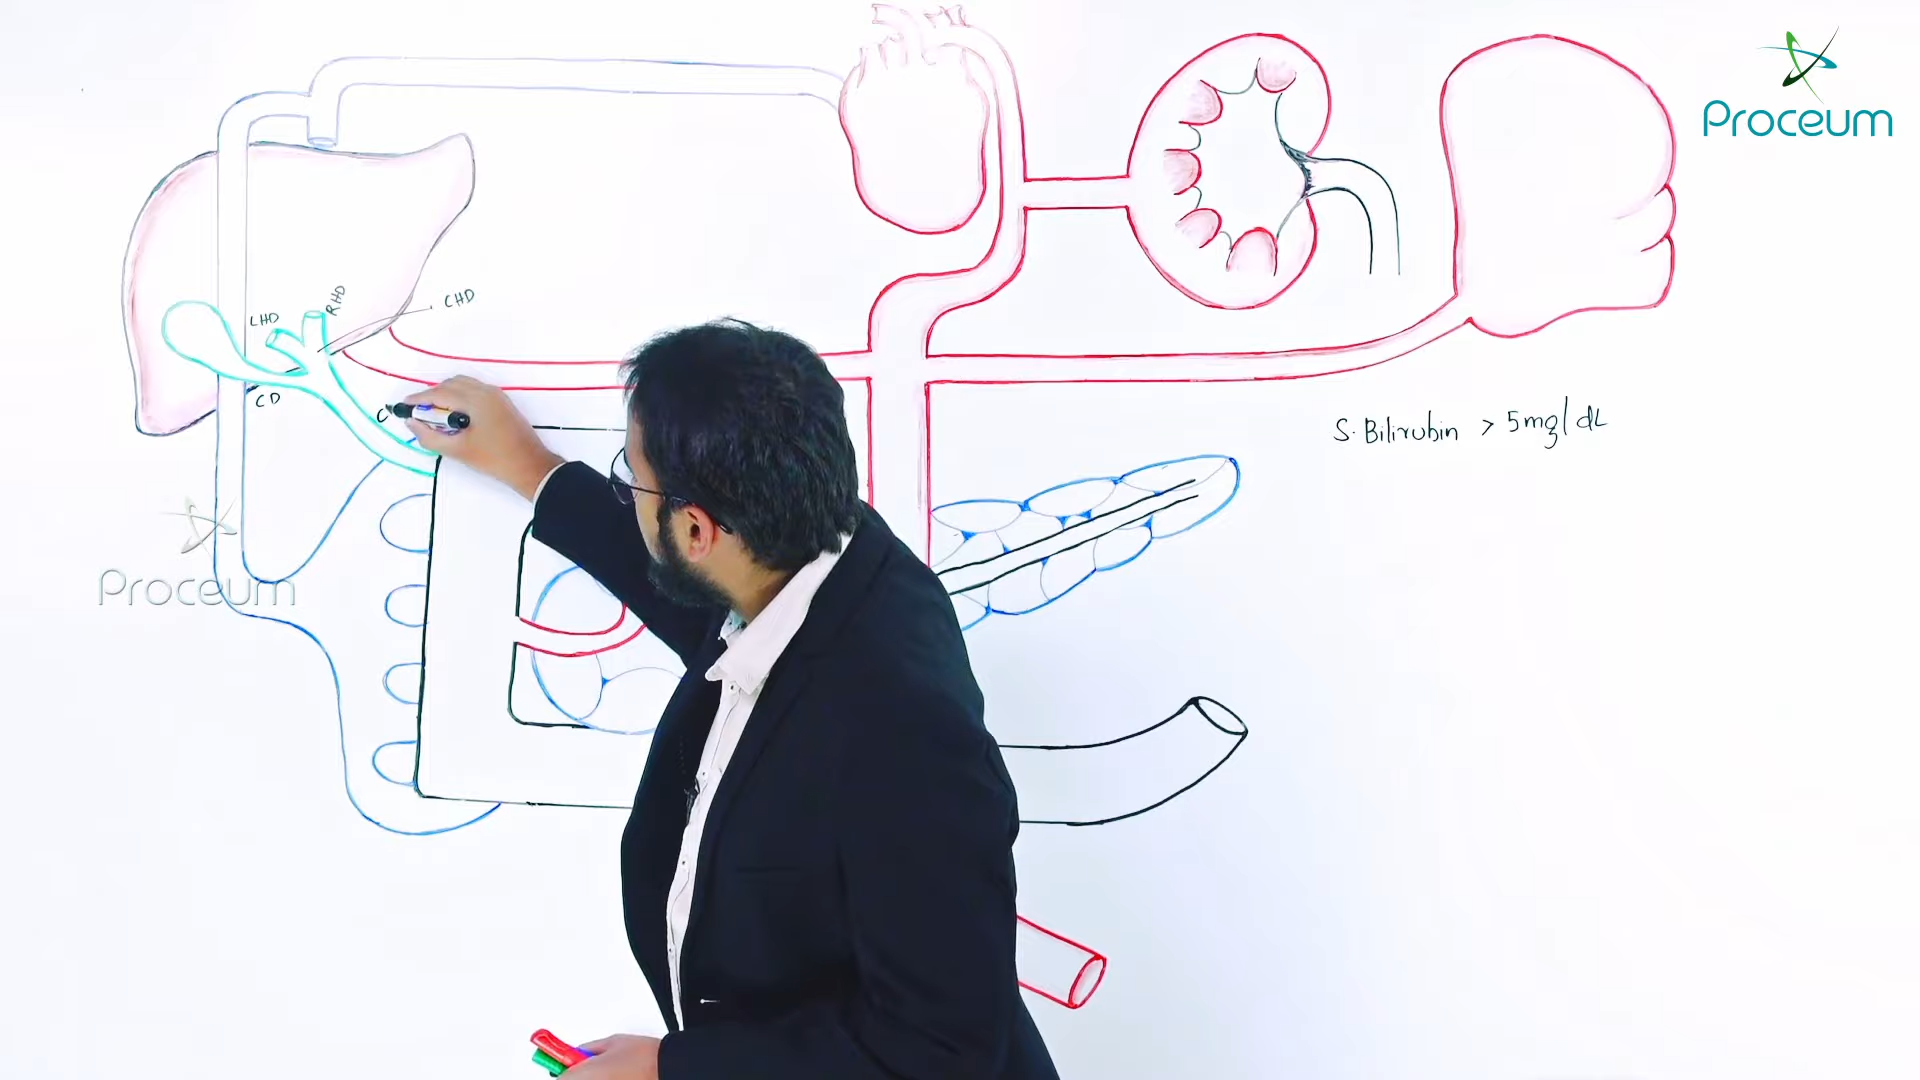 Proceum
CHD
RHD
LHD
CD
C
S. Bilirubin > 5mg/dL
Proceum